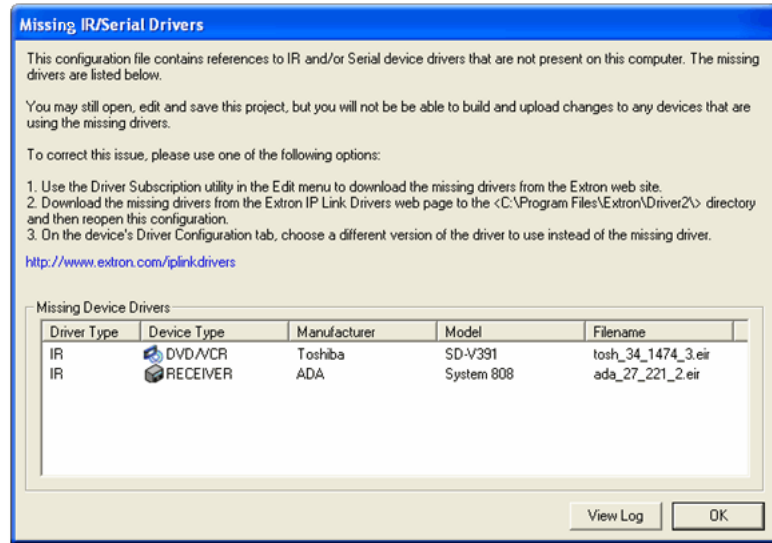 Missing IR/Serial Drivers
This configuration file contains references to IR and/or Serial device drivers that are not present on this computer. The missing
drivers are listed below.
You may still open, edit and save this project, but you will not be be able to build and upload changes to any devices that are
using the missing drivers.
To correct this issue, please use one of the following options:
1. Use the Driver Subscription utility in the Edit menu to download the missing drivers from the Extron web site.
2. Download the missing drivers from the Extron IP Link Drivers web page to the <C:\Program Files\Extron\Driver2\> directory
and then reopen this configuration.
3. On the device's Driver Configuration tab, choose a different version of the driver to use instead of the missing driver.
http://www.extron.com/iplinkdrivers
Missing Device Drivers
Driver Type Device Type Manufacturer Model Filename
IR DVD/VCR Toshiba SD-V391 tosh_34_1474_3.eir
IR RECEIVER ADA System 808 ada_27_221_2.eir
View Log OK